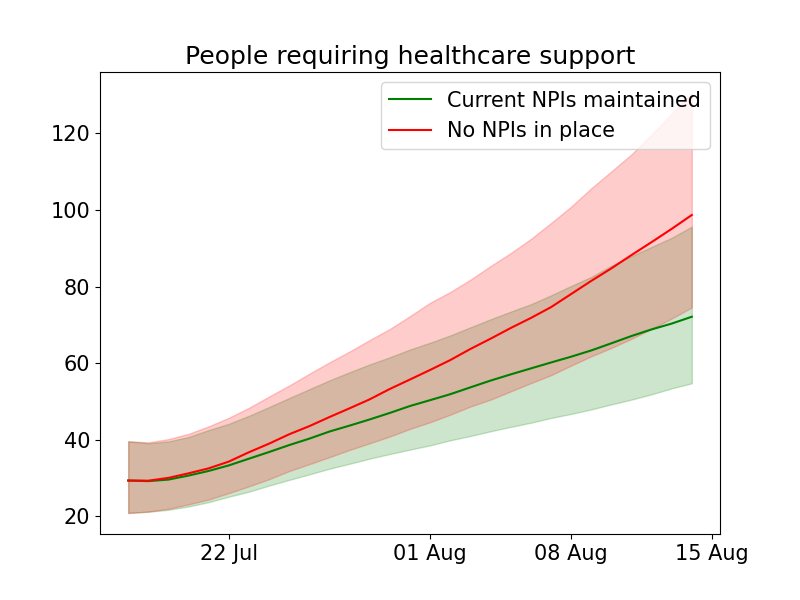 People requiring healthcare support
Current NPIs maintained
No NPIs in place
120
100
80
60
40
20
22 Jul
01 Aug
08 Aug
15 Aug